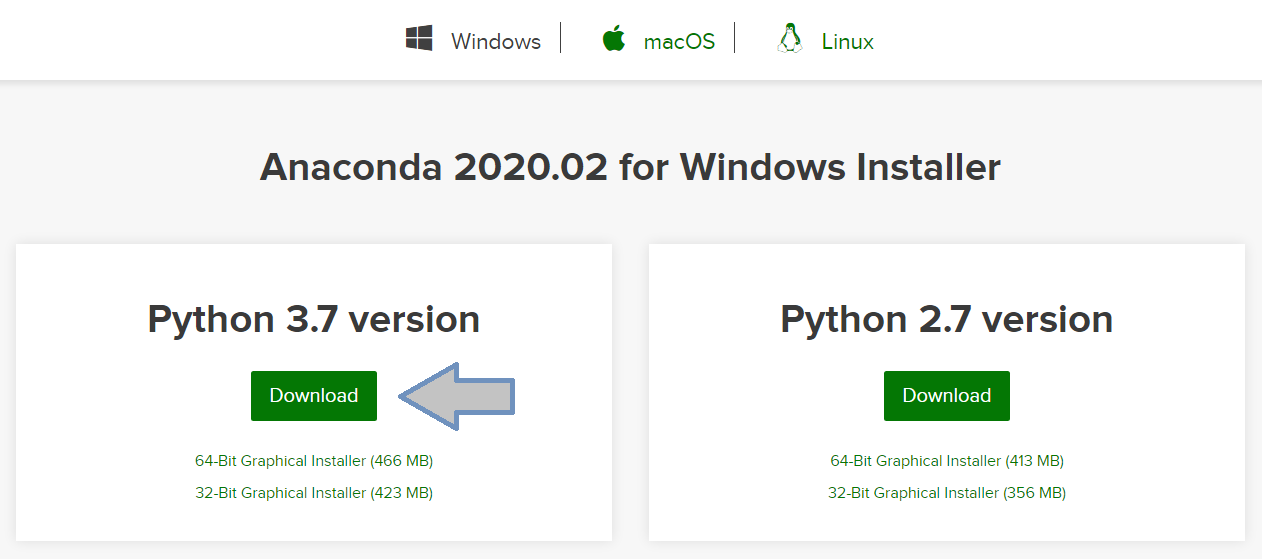 Windows macOS Linux
Anaconda 2020.02 for Windows Installer
Python 3.7 version
Download
64-Bit Graphical Installer (466 MB)
32-Bit Graphical Installer (423 MB)
Python 2.7 version
Download
64-Bit Graphical Installer (413 MB)
32-Bit Graphical Installer (356 MB)